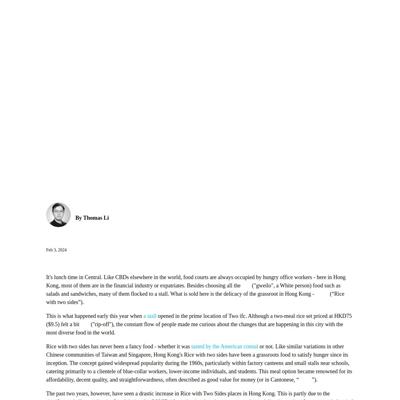 By Thomas Li
Feb 3, 2024
It's lunch time in Central. Like CBDs elsewhere in the world, food courts are always occupied by hungry office workers - here in Hong
Kong, most of them are in the financial industry or expatriates. Besides choosing all the ("gweilo", a White person) food such as
salads and sandwiches, many of them flocked to a stall. What is sold here is the delicacy of the grassroot in Hong Kong - ("Rice
with two sides").
This is what happened early this year when a stall opened in the prime location of Two ifc. Although a two-meal rice set priced at HKD75
($9.5) felt a bit ("rip-off"), the constant flow of people made me curious about the changes that are happening in this city with the
most diverse food in the world.
Rice with two sides has never been a fancy food - whether it was tasted by the American consul or not. Like similar variations in other
Chinese communities of Taiwan and Singapore, Hong Kong's Rice with two sides have been a grassroot food to satisfy hunger since its
inception. The concept gained widespread popularity during the 1960s, particularly within factory canteens and small stalls near schools,
catering primarily to a clientele of blue-collar workers, lower-income individuals, and students. This meal option became renowned for its
affordability, decent quality, and straightforwardness, often described as good value for money (or in Cantonese, " ").
The past two years, however, have seen a drastic increase in Rice with Two Sides places in Hong Kong. This is partly due to the